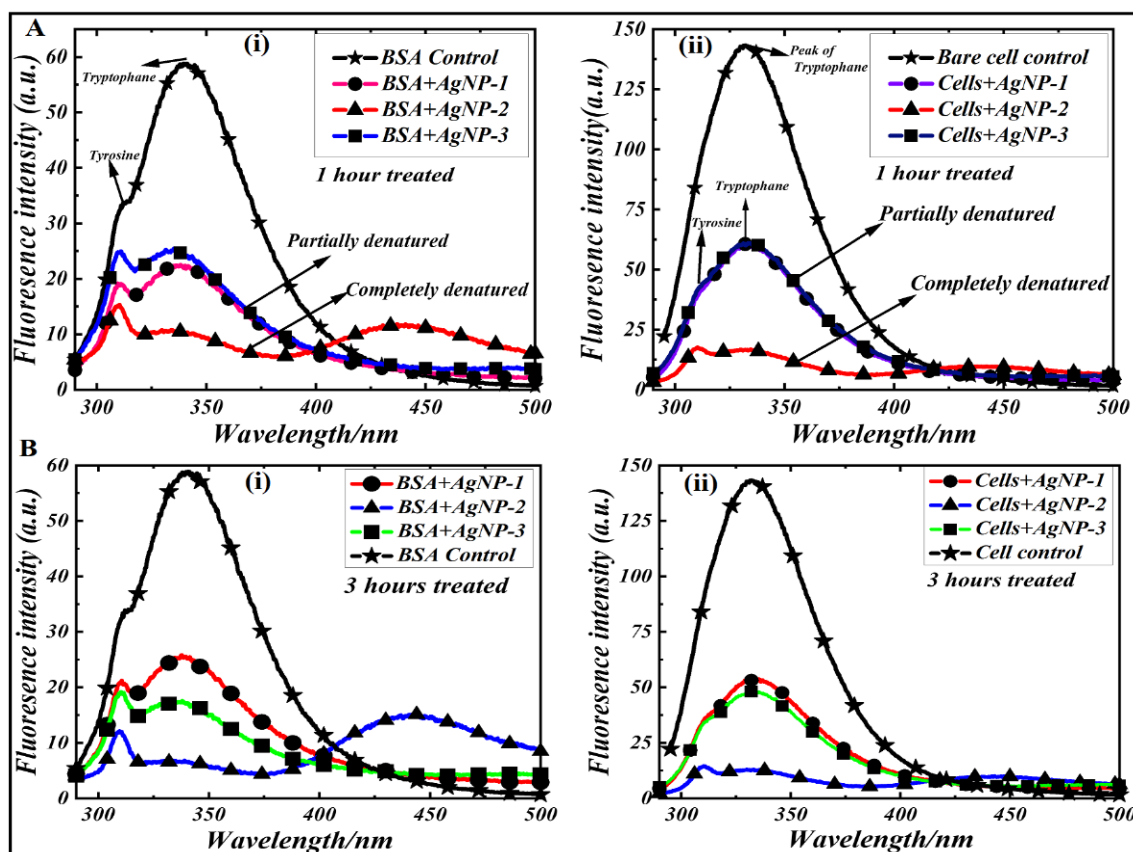 A
(i)
BSA Control
BSA+AgNP-1
BSA+AgNP-2
BSA+AgNP-3
1 hour treated
Tryptophane
Tyrosine
Partially denatured
Completely denatured
Fluoresence intensity (a.u.)
60
50
40
30
20
10
0
300
350
400
450
500
Wavelength/nm
(ii)
Bare cell control
Cells+AgNP-1
Cells+AgNP-2
Cells+AgNP-3
1 hour treated
Peak of
Tryptophane
Tryptophane
Tyrosine
Partially denatured
Completely denatured
Fluoresence intensity(a.u.)
150
125
100
75
50
25
0
300
350
400
450
500
Wavelength/nm
B
(i)
BSA+AgNP-1
BSA+AgNP-2
BSA+AgNP-3
BSA Control
3 hours treated
Fluoresence intensity (a.u.)
60
50
40
30
20
10
0
300
350
400
450
500
Wavelength/nm
(ii)
Cells+AgNP-1
Cells+AgNP-2
Cells+AgNP-3
Cell control
3 hours treated
Fluoresence intensity (a.u.)
150
125
100
75
50
25
0
300
350
400
450
500
Wavelength/nm